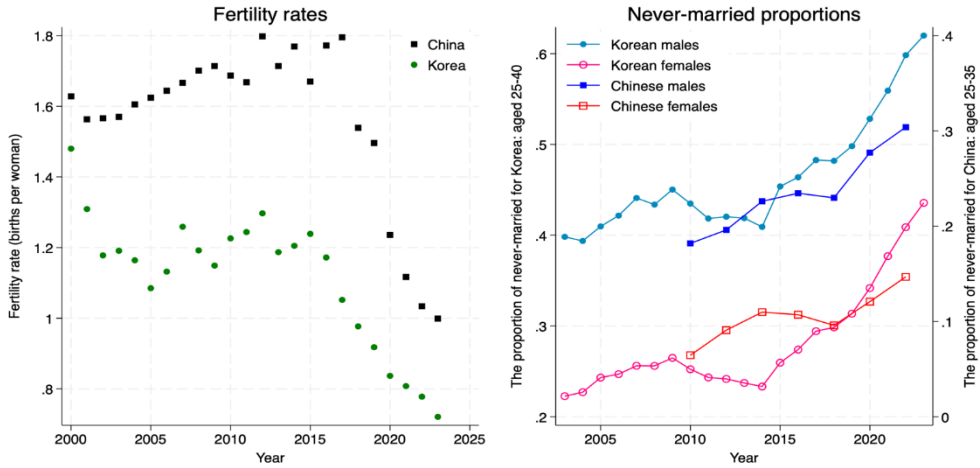 Fertility rates
Fertility rate (births per woman)
1.8
1.6
1.4
1.2
1
.8
China
Korea
2000
2005
2010
2015
2020
2025
Year
Never-married proportions
The proportion of never-married for Korea: aged 25-40
.6
.5
.4
.3
.2
Korean males
Korean females
Chinese males
Chinese females
.4
.3
.2
.1
0
The proportion of never-married for China: aged 25-35
2005
2010
2015
2020
Year